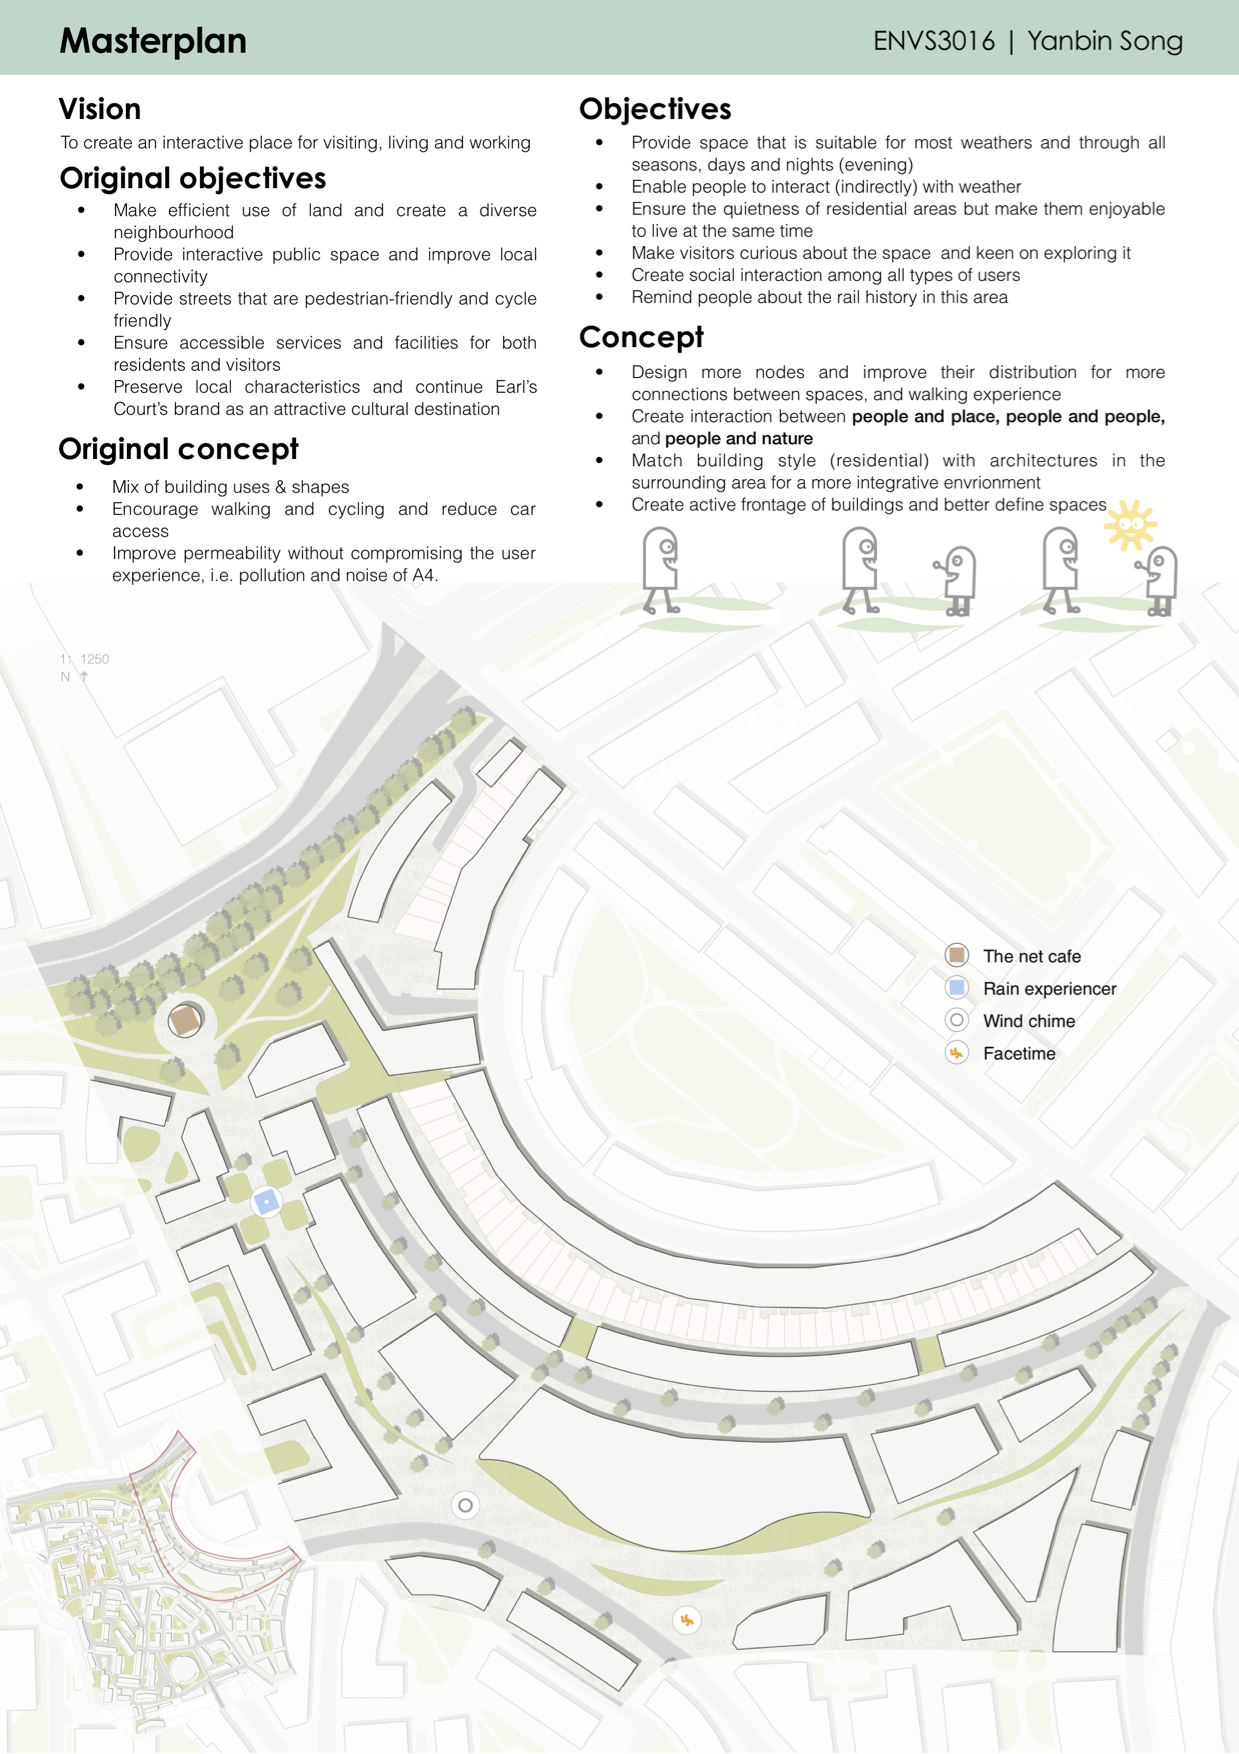 Masterplan
ENVS3016 | Yanbin Song
Vision
To create an interactive place for visiting, living and working
Original objectives
• Make efficient use of land and create a diverse
neighbourhood
• Provide interactive public space and improve local
connectivity
• Provide streets that are pedestrian-friendly and cycle
friendly
• Ensure accessible services and facilities for both
residents and visitors
• Preserve local characteristics and continue Earl's
Court's brand as an attractive cultural destination
Original concept
• Mix of building uses & shapes
• Encourage walking and cycling and reduce car
access
• Improve permeability without compromising the user
experience, i.e. pollution and noise of A4.
Objectives
• Provide space that is suitable for most weathers and through all
seasons, days and nights (evening)
• Enable people to interact (indirectly) with weather
• Ensure the quietness of residential areas but make them enjoyable
to live at the same time
• Make visitors curious about the space and keen on exploring it
• Create social interaction among all types of users
• Remind people about the rail history in this area
Concept
• Design more nodes and improve their distribution for more
connections between spaces, and walking experience
• Create interaction between people and place, people and people,
and people and nature
• Match building style (residential) with architectures in the
surrounding area for a more integrative envrionment
• Create active frontage of buildings and better define spaces
1: 1250
N ↑
The net cafe
Rain experiencer
Wind chime
Facetime